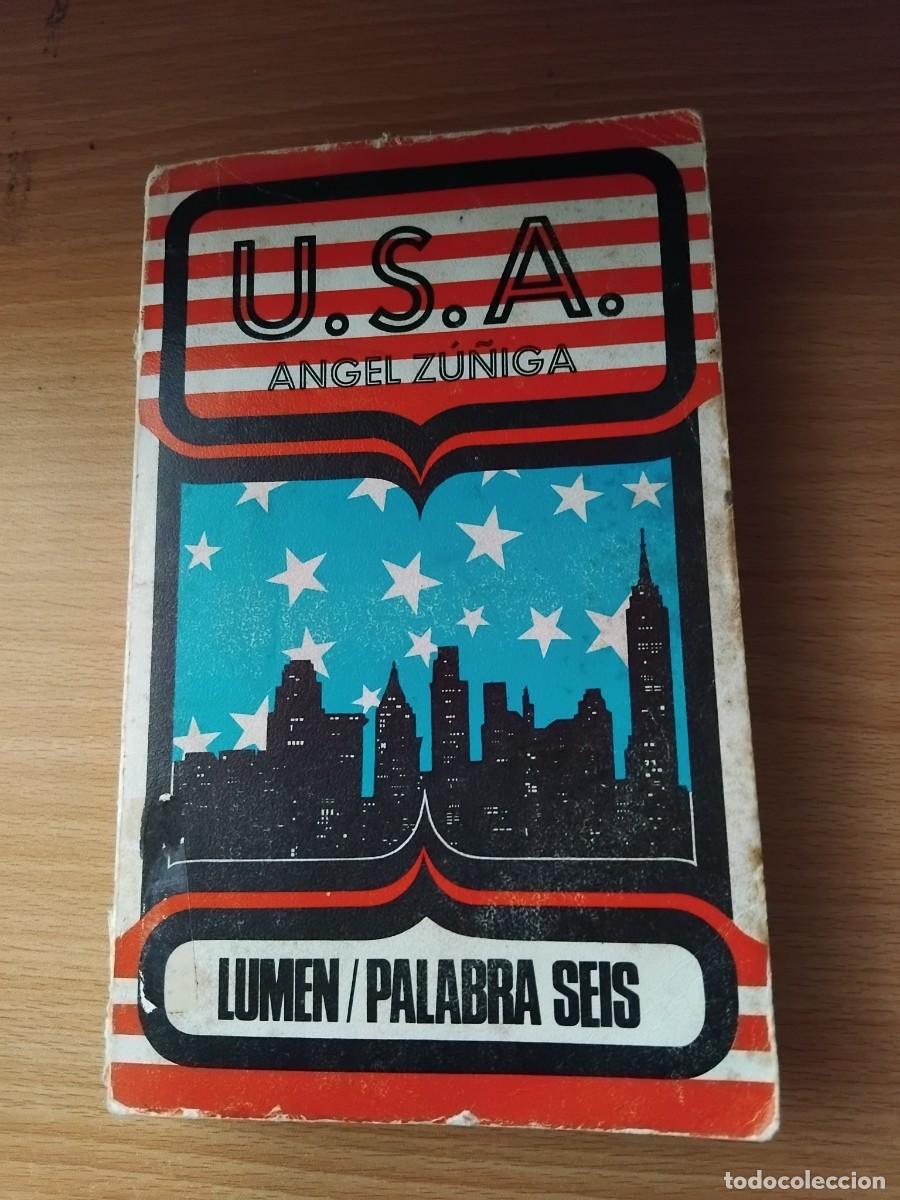 U.S.A.
ANGEL ZÚÑIGA
LUMEN/PALABRA SEIS
todocoleccion